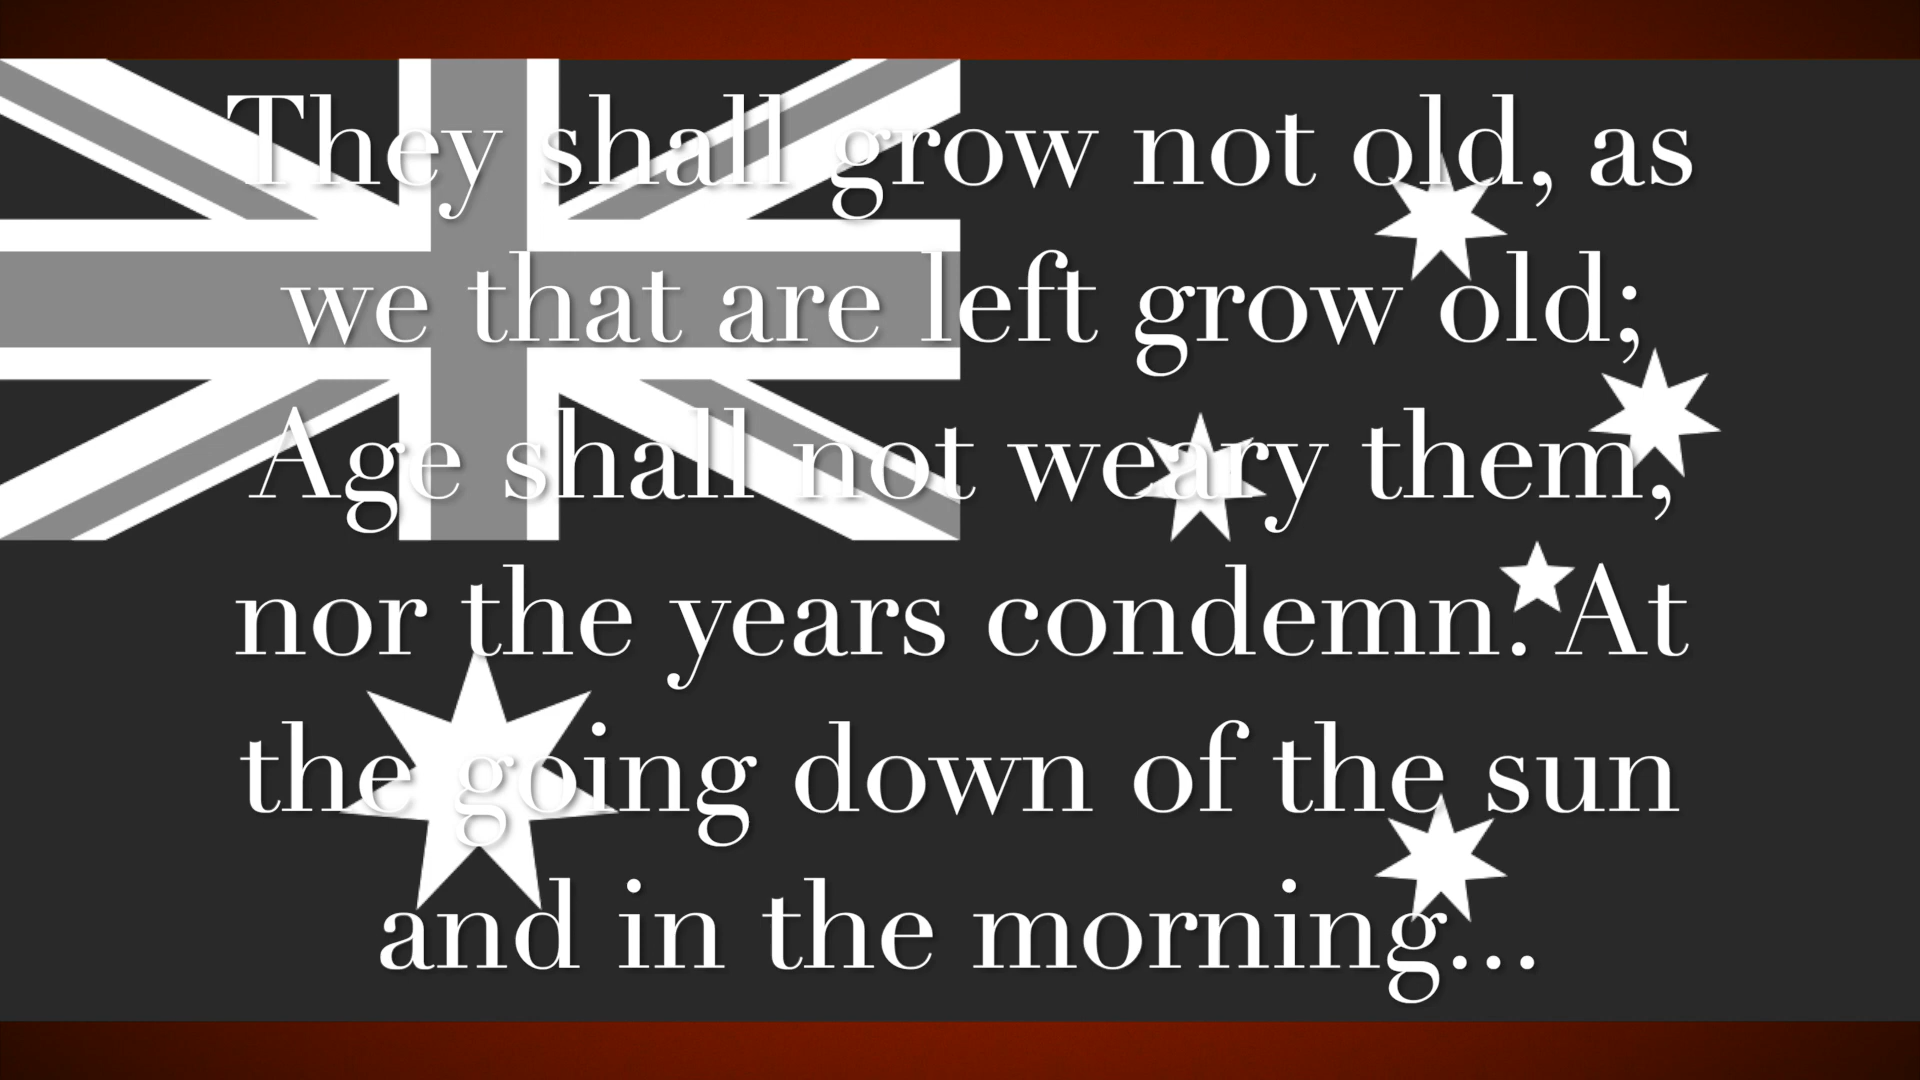 They shall grow not old, as
we that are left grow old;
Age shall not weary them,
nor the years condemn. At
the going down of the sun
and in the morning...